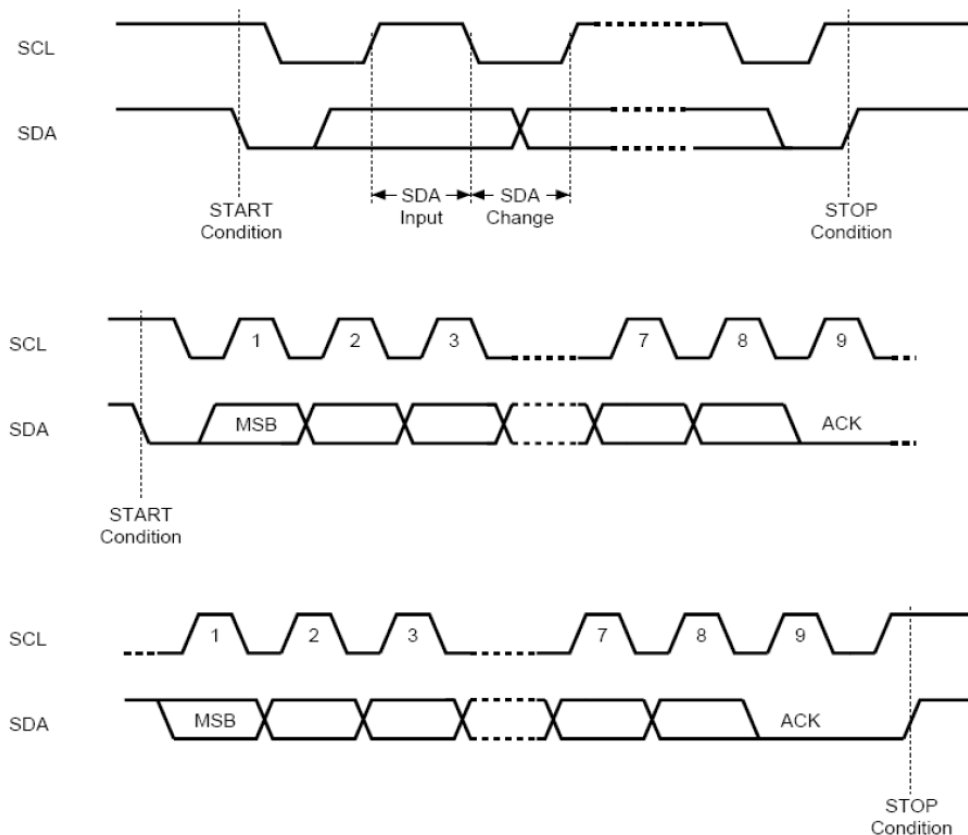 SCL
SDA
SDA
Input
SDA
Change
START
Condition
STOP
Condition
SCL
1 2 3 7 8 9
SDA
MSB
ACK
START
Condition
SCL
1 2 3 7 8 9
SDA
MSB
ACK
STOP
Condition